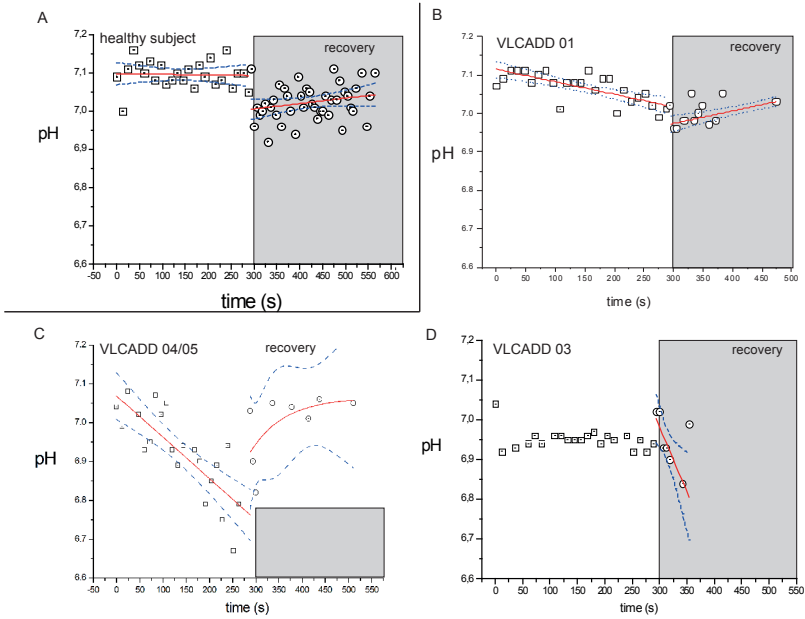 A
healthy subject
recovery
7,2
7,1
7,0
6,9
6,8
6,7
6,6
pH
-50 0 50 100 150 200 250 300 350 400 450 500 550 600
time (s)
B
VLCADD 01
recovery
7.2
7.1
7.0
6.9
6.8
6.7
6.6
pH
0 50 100 150 200 250 300 350 400 450 500
time (s)
C
VLCADD 04/05
recovery
7.2
7.1
7.0
6.9
6.8
6.7
6.6
pH
-50 0 50 100 150 200 250 300 350 400 450 500 550
time (s)
D
VLCADD 03
recovery
7,2
7,1
7,0
6,9
6,8
6,7
6,6
pH
0 50 100 150 200 250 300 350 400 450 500 550
time (s)